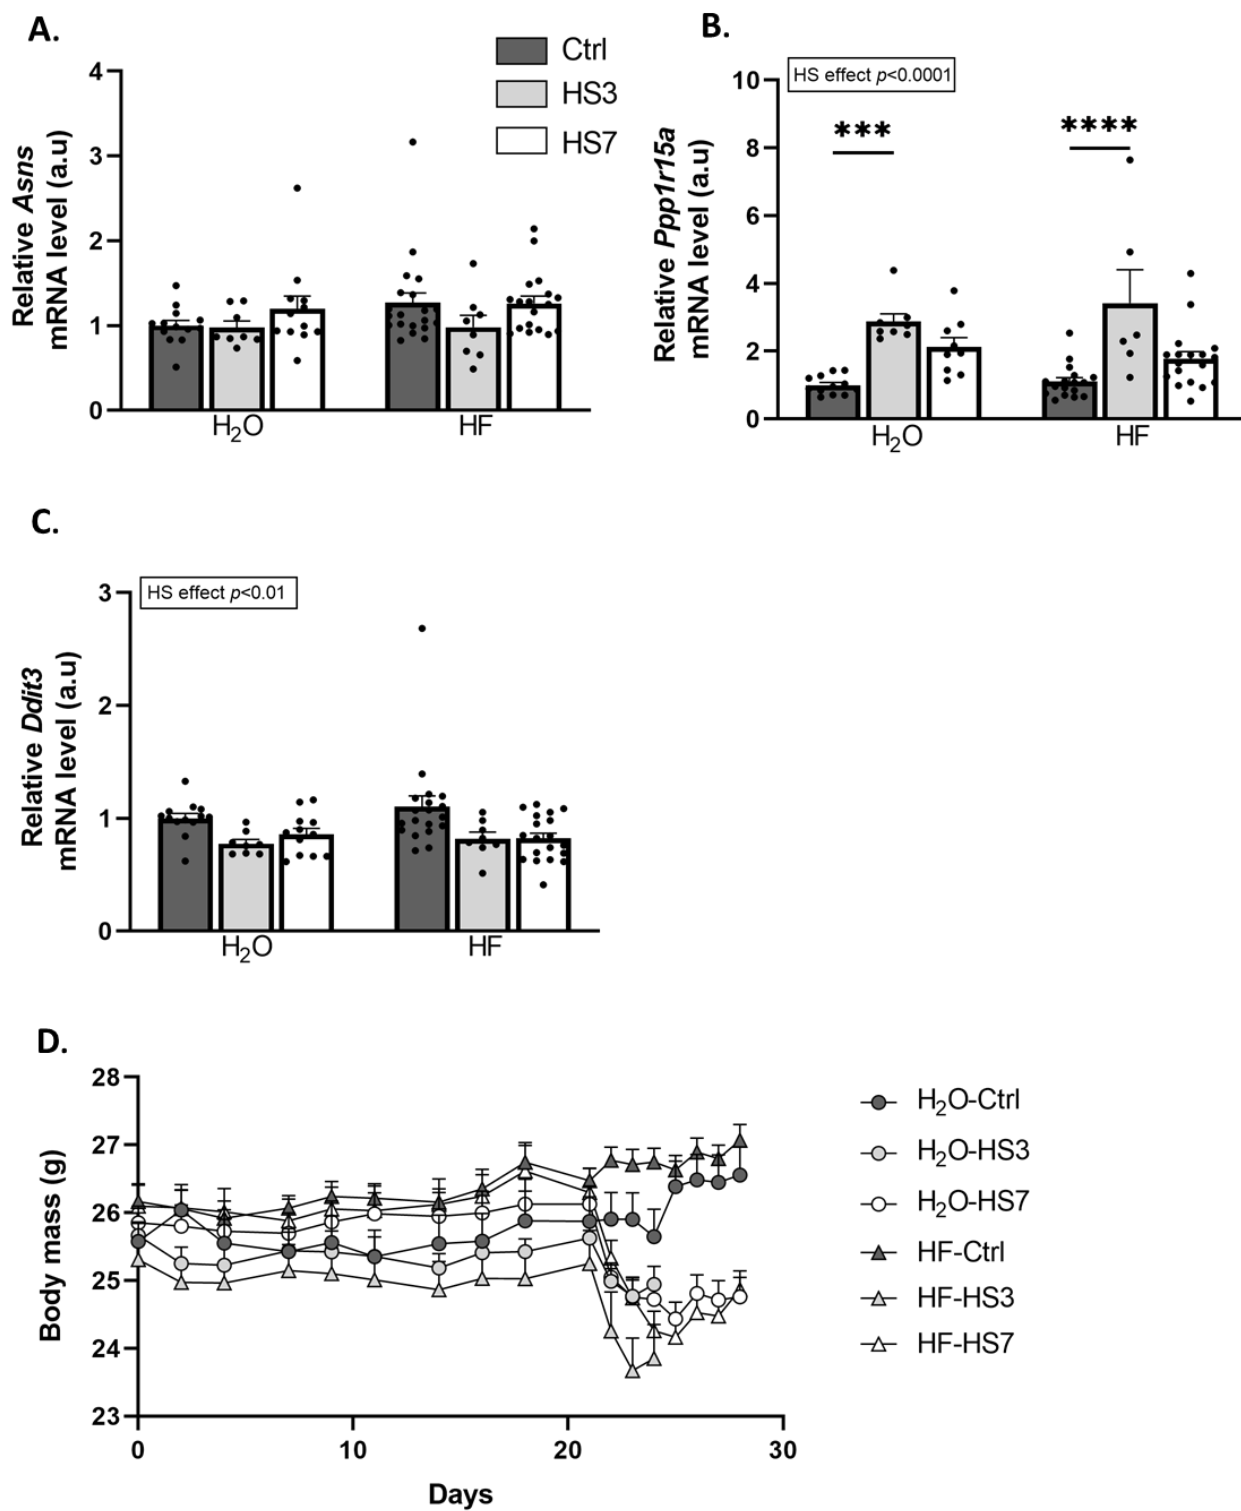 A.
Relative Asns
mRNA level (a.u)
4
3
2
1
0
H₂O
HF
Ctrl
HS3
HS7
B.
Relative Ppp1r15a
mRNA level (a.u)
HS effect p<0.0001
10
8
6
4
2
0
***
****
H₂O
HF
C.
Relative Ddit3
mRNA level (a.u)
HS effect p<0.01
3
2
1
0
H₂O
HF
D.
Body mass (g)
28
27
26
25
24
23
0
10
20
30
Days
H₂O-Ctrl
H₂O-HS3
H₂O-HS7
HF-Ctrl
HF-HS3
HF-HS7